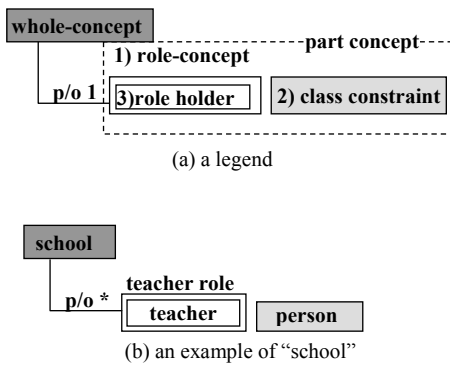 whole-concept
part concept
1) role-concept
p/o 1
3)role holder
2) class constraint
(a) a legend
school
teacher role
p/o *
teacher
person
(b) an example of “school”